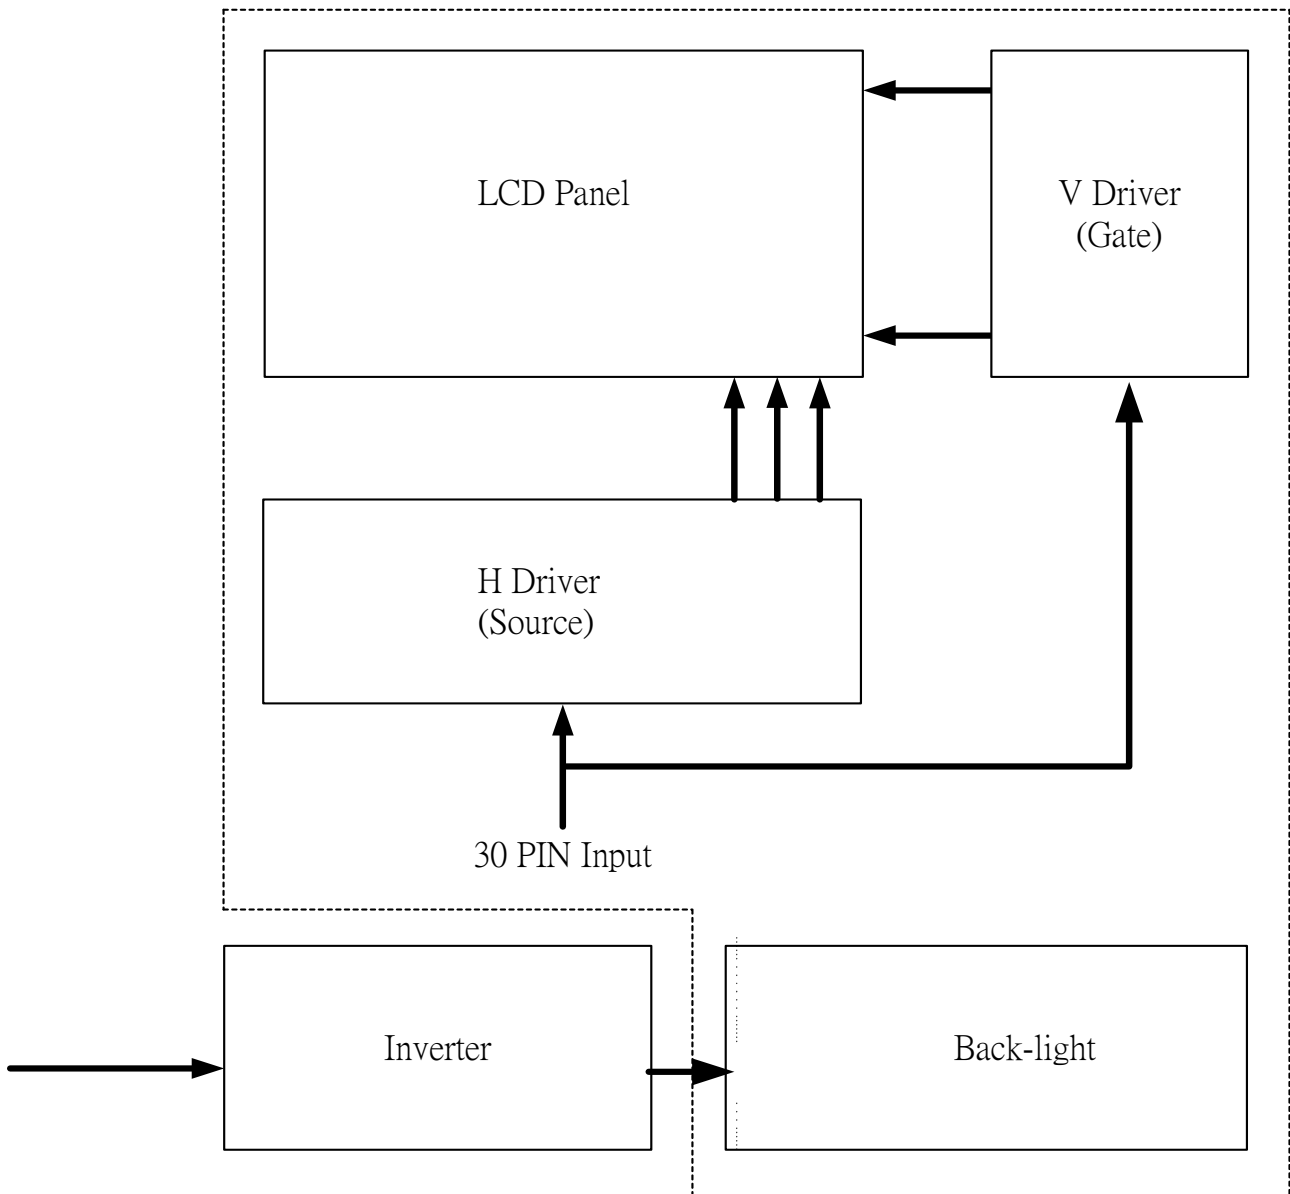 LCD Panel
V Driver
(Gate)
H Driver
(Source)
30 PIN Input
Inverter
Back-light